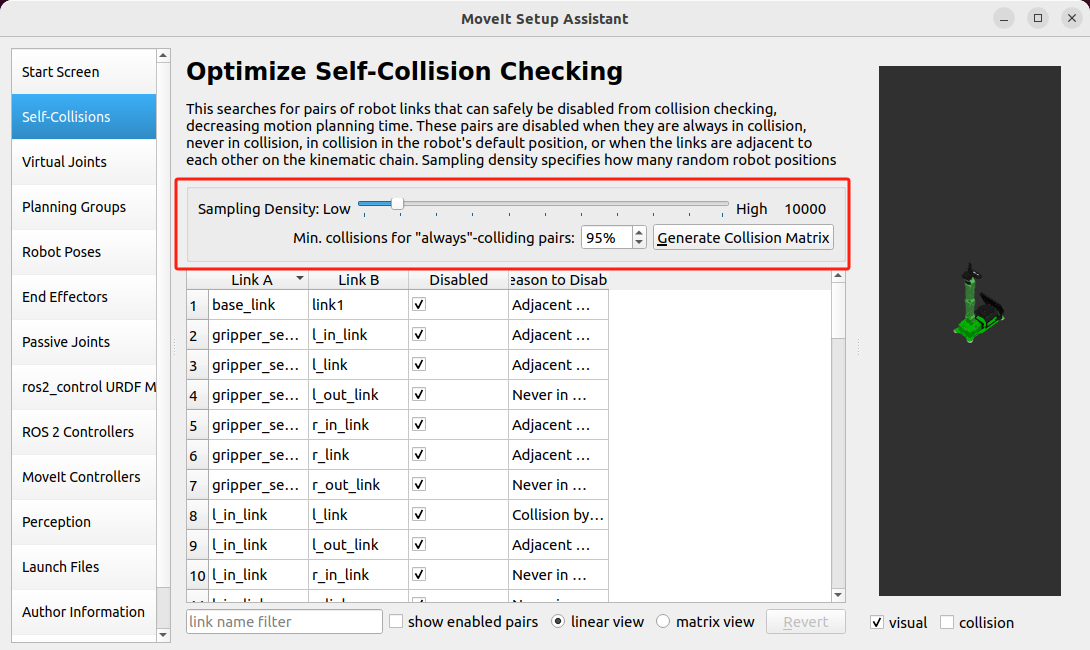 MoveIt Setup Assistant
Start Screen
Self-Collisions
Virtual Joints
Planning Groups
Robot Poses
End Effectors
Passive Joints
ros2_control URDF M
ROS 2 Controllers
MoveIt Controllers
Perception
Launch Files
Author Information
Optimize Self-Collision Checking
This searches for pairs of robot links that can safely be disabled from collision checking,
decreasing motion planning time. These pairs are disabled when they are always in collision,
never in collision, in collision in the robot's default position, or when the links are adjacent to
each other on the kinematic chain. Sampling density specifies how many random robot positions
Sampling Density: Low High 10000
Min. collisions for "always"-colliding pairs: 95% Generate Collision Matrix
Link A Link B Disabled eason to Disab
1 base_link link1 Adjacent ...
2 gripper_se... l_in_link Adjacent ...
3 gripper_se... l_link Adjacent ...
4 gripper_se... l_out_link Never in ...
5 gripper_se... r_in_link Adjacent ...
6 gripper_se... r_link Adjacent ...
7 gripper_se... r_out_link Never in ...
8 l_in_link l_link Collision by...
9 l_in_link l_out_link Adjacent ...
10 l_in_link r_in_link Never in ...
link name filter show enabled pairs linear view matrix view Revert
visual collision